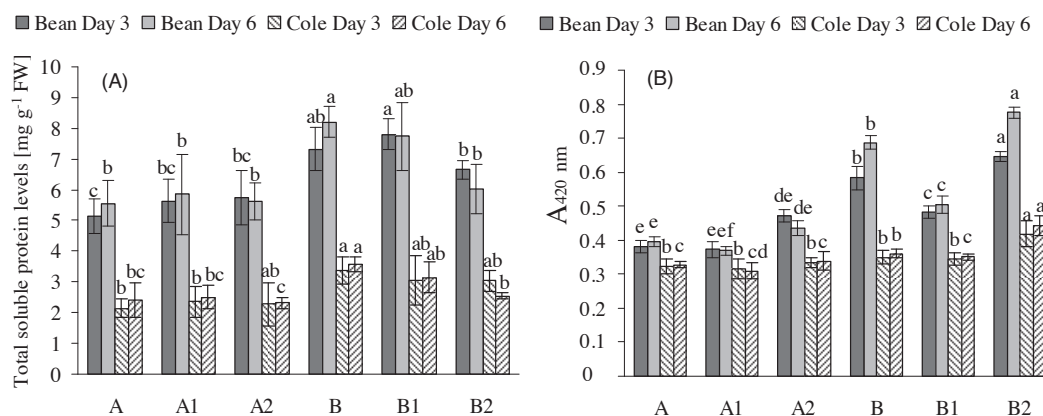 Bean Day 3 Bean Day 6 Cole Day 3 Cole Day 6
(A)
Total soluble protein levels [mg g⁻¹ FW]
10
9
8
7
6
5
4
3
2
1
0
c b b bc
bc b b bc
bc b ab c
ab a a a
a ab ab ab
b b ab b
A A1 A2 B B1 B2
Bean Day 3 Bean Day 6 Cole Day 3 Cole Day 6
(B)
A420 nm
0.9
0.8
0.7
0.6
0.5
0.4
0.3
0.2
0.1
0
e e b c
e ef b cd
de de b c
b b b b
c c b b
a a a a
A A1 A2 B B1 B2